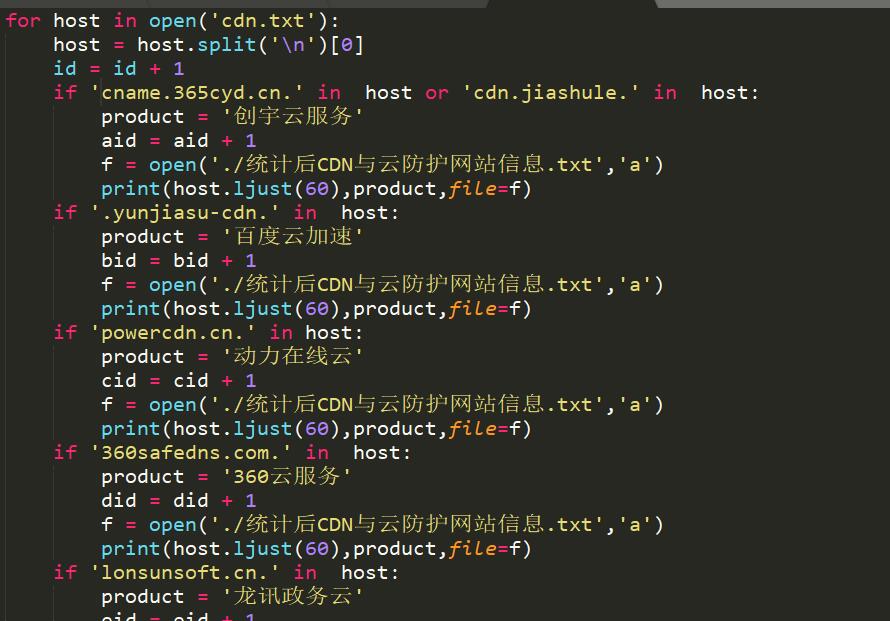 for host in open('cdn.txt'):
    host = host.split('\n')[0]
    id = id + 1
    if 'cname.365cyd.cn.' in  host or 'cdn.jiashule.' in  host:
        product = '创宇云服务'
        aid = aid + 1
        f = open('./统计后CDN与云防护网站信息.txt','a')
        print(host.ljust(60),product,file=f)
    if '.yunjiasu-cdn.' in  host:
        product = '百度云加速'
        bid = bid + 1
        f = open('./统计后CDN与云防护网站信息.txt','a')
        print(host.ljust(60),product,file=f)
    if 'powercdn.cn.' in host:
        product = '动力在线云'
        cid = cid + 1
        f = open('./统计后CDN与云防护网站信息.txt','a')
        print(host.ljust(60),product,file=f)
    if '360safedns.com.' in  host:
        product = '360云服务'
        did = did + 1
        f = open('./统计后CDN与云防护网站信息.txt','a')
        print(host.ljust(60),product,file=f)
    if 'lonsunsoft.cn.' in  host:
        product = '龙讯政务云'
        eid = eid + 1